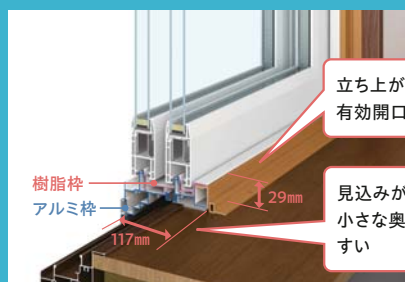 立ち上が
有効開口
樹脂枠
アルミ枠
29mm
117mm
見込みが
小さな奥
すい